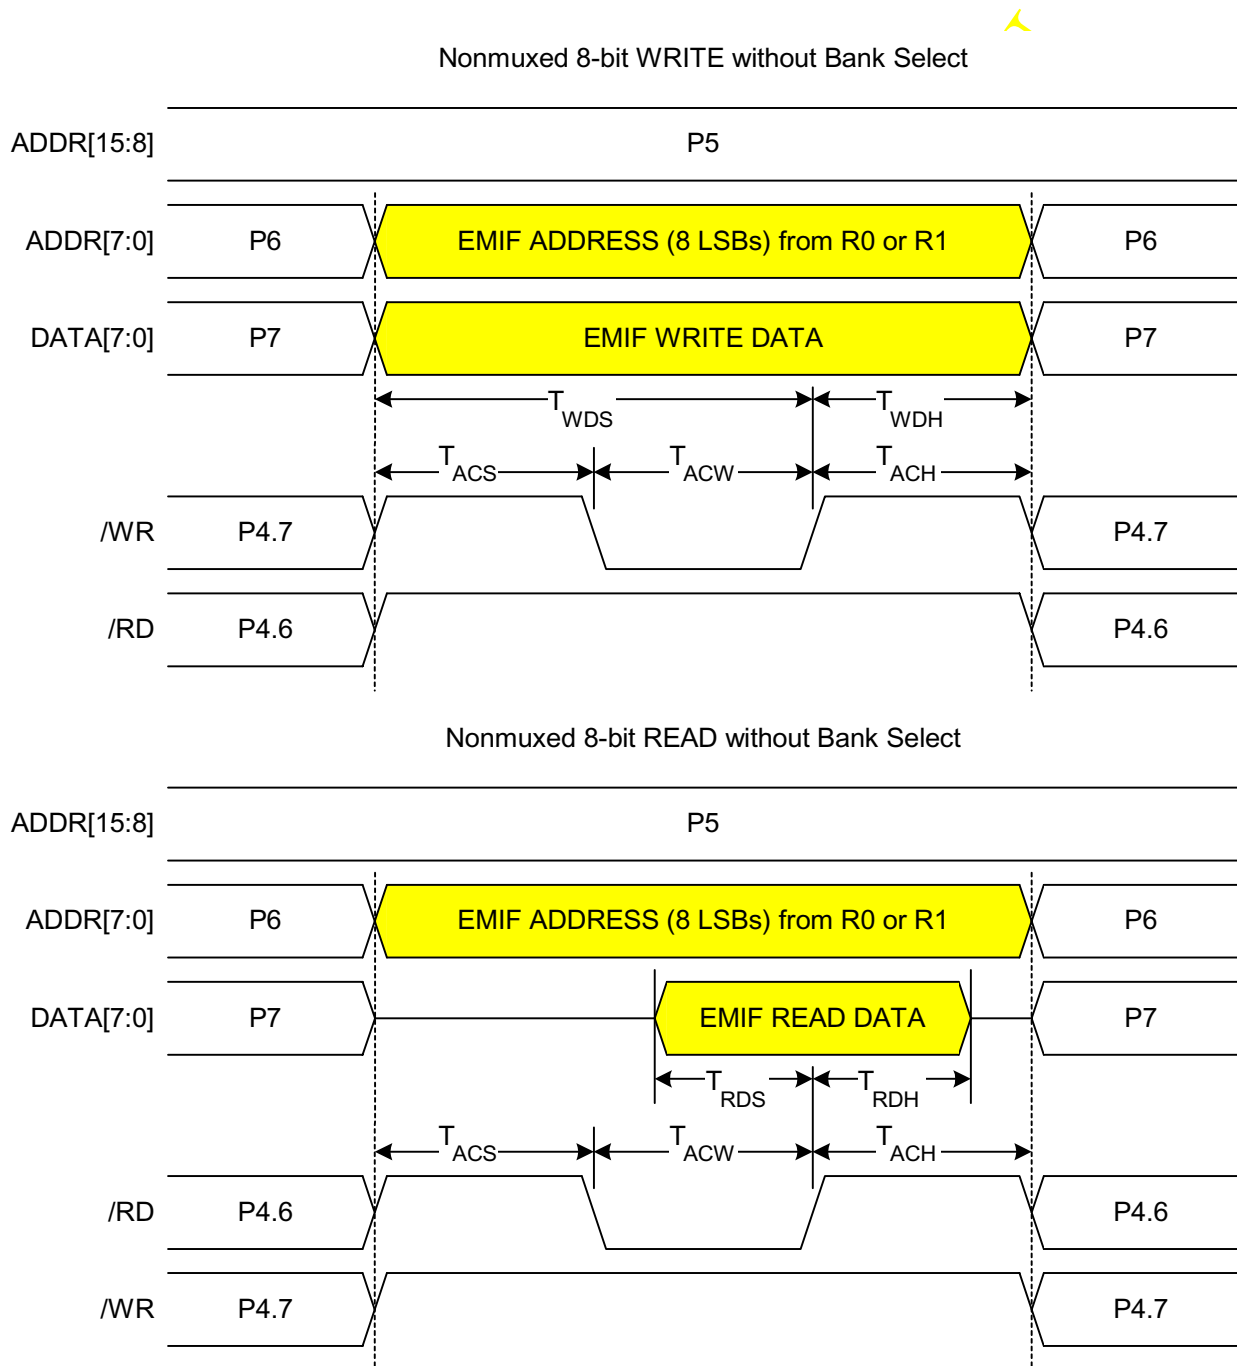 Nonmuxed 8-bit WRITE without Bank Select
ADDR[15:8] P5
ADDR[7:0] P6 EMIF ADDRESS (8 LSBs) from R0 or R1 P6
DATA[7:0] P7 EMIF WRITE DATA P7
TWDS TWDH
TACS TACW TACH
/WR P4.7 P4.7
/RD P4.6 P4.6
Nonmuxed 8-bit READ without Bank Select
ADDR[15:8] P5
ADDR[7:0] P6 EMIF ADDRESS (8 LSBs) from R0 or R1 P6
DATA[7:0] P7 EMIF READ DATA P7
TRDS TRDH
TACS TACW TACH
/RD P4.6 P4.6
/WR P4.7 P4.7